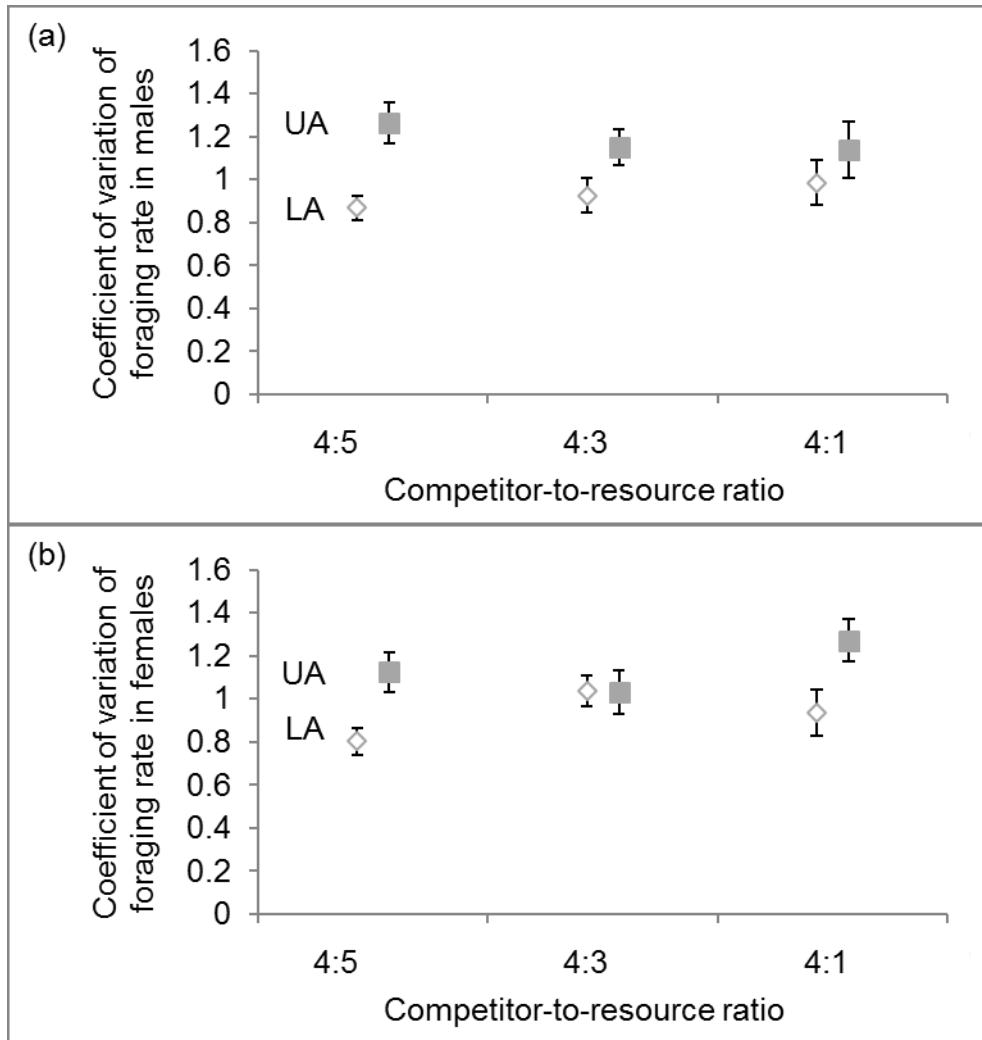 (a)
Coefficient of variation of
foraging rate in males
1.6
1.4
1.2
1
0.8
0.6
0.4
0.2
0
UA
LA
4:5 4:3 4:1
Competitor-to-resource ratio
(b)
Coefficient of variation of
foraging rate in females
1.6
1.4
1.2
1
0.8
0.6
0.4
0.2
0
UA
LA
4:5 4:3 4:1
Competitor-to-resource ratio